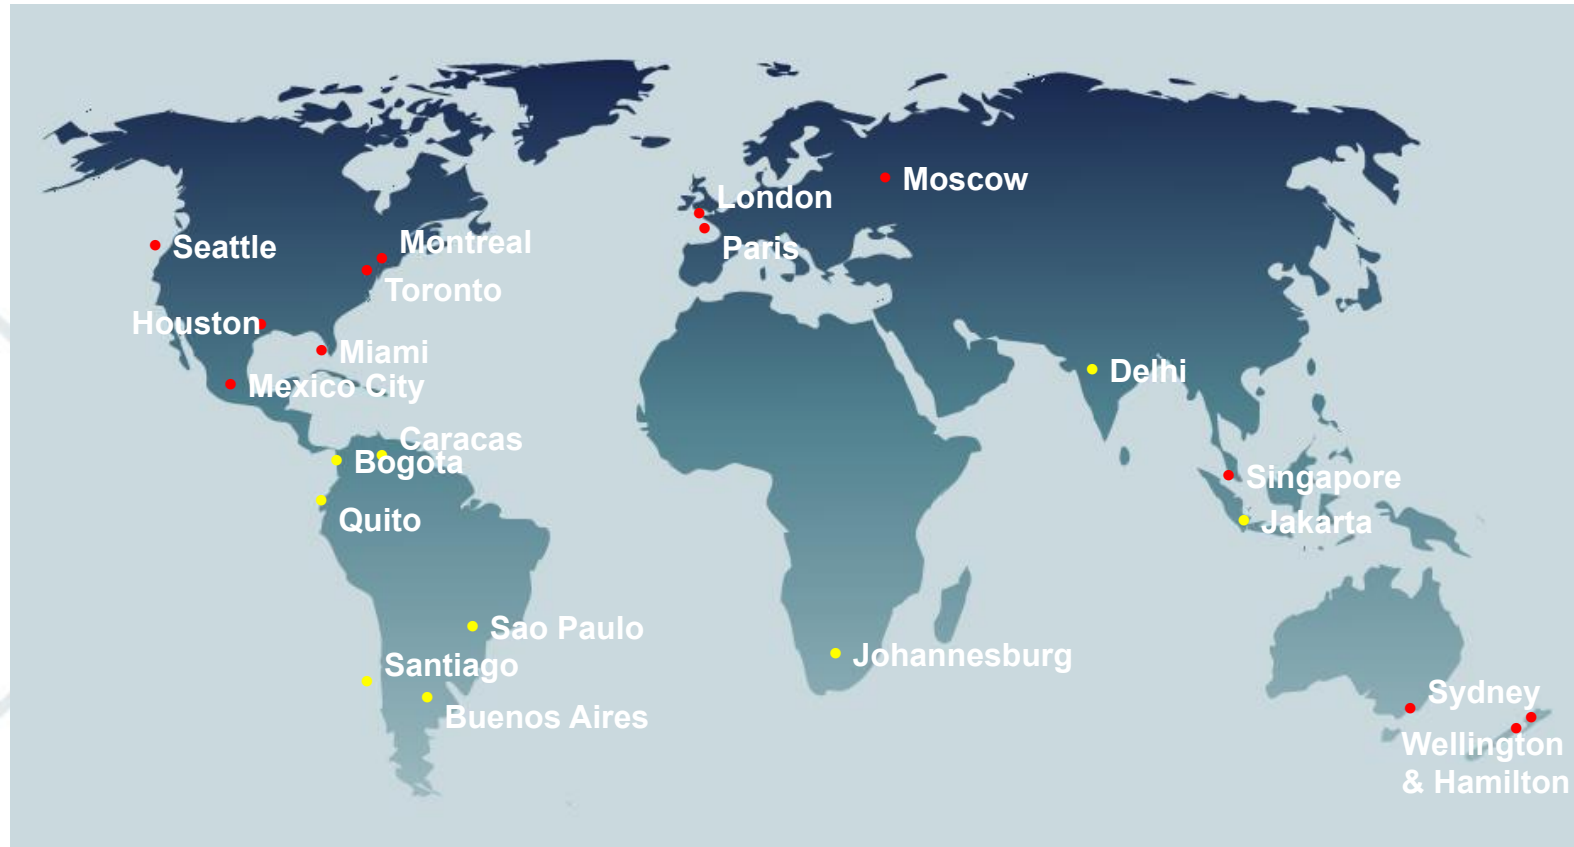 Moscow
London
Paris
Seattle
Montreal
Toronto
Houston
Miami
Mexico City
Delhi
Caracas
Bogota
Singapore
Quito
Jakarta
Sao Paulo
Santiago
Johannesburg
Buenos Aires
Sydney
Wellington
& Hamilton